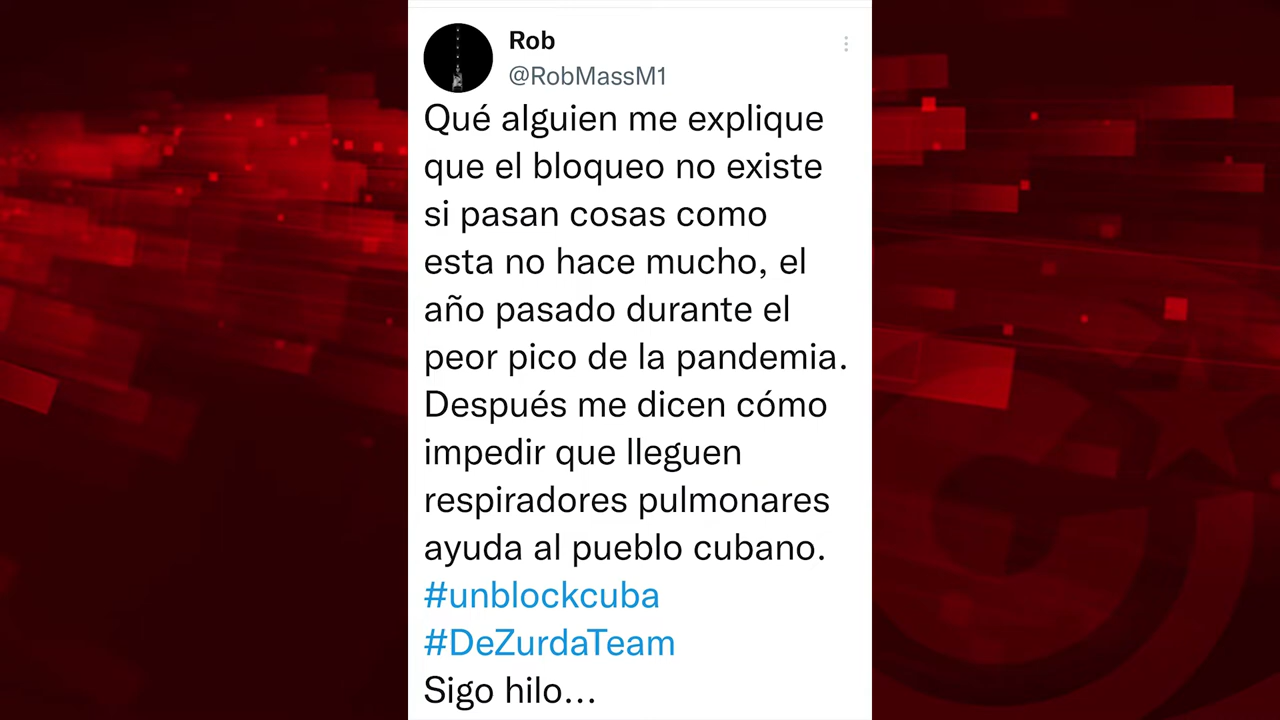 Rob
@RobMassM1
Qué alguien me explique
que el bloqueo no existe
si pasan cosas como
esta no hace mucho, el
año pasado durante el
peor pico de la pandemia.
Después me dicen cómo
impedir que lleguen
respiradores pulmonares
ayuda al pueblo cubano.
#unblockcuba
#DeZurdaTeam
Sigo hilo...